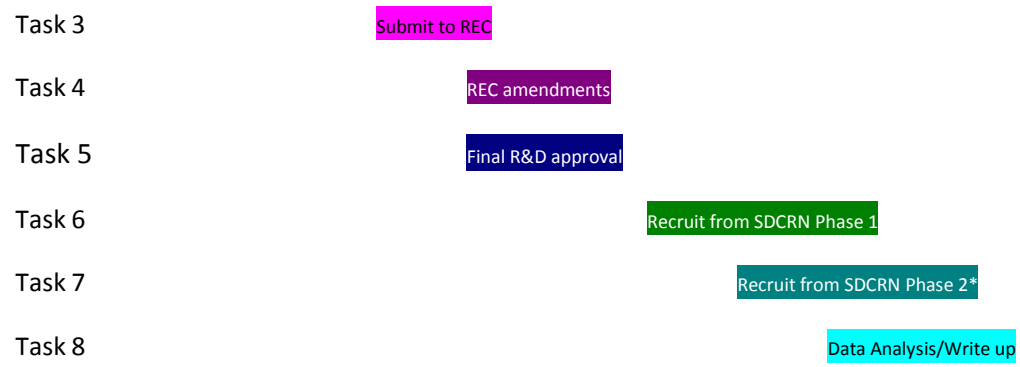 Task 3 Submit to REC
Task 4 REC amendments
Task 5 Final R&D approval
Task 6 Recruit from SDCRN Phase 1
Task 7 Recruit from SDCRN Phase 2*
Task 8 Data Analysis/Write up